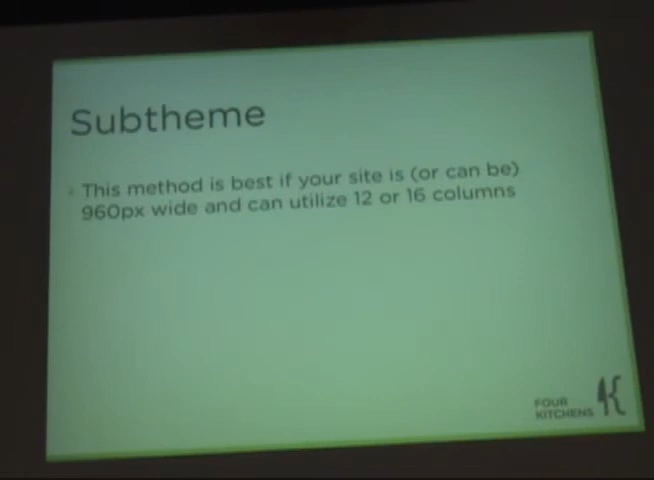 Subtheme
This method is best if your site is (or can be)
960px wide and can utilize 12 or 16 columns
FOUR
KITCHENS